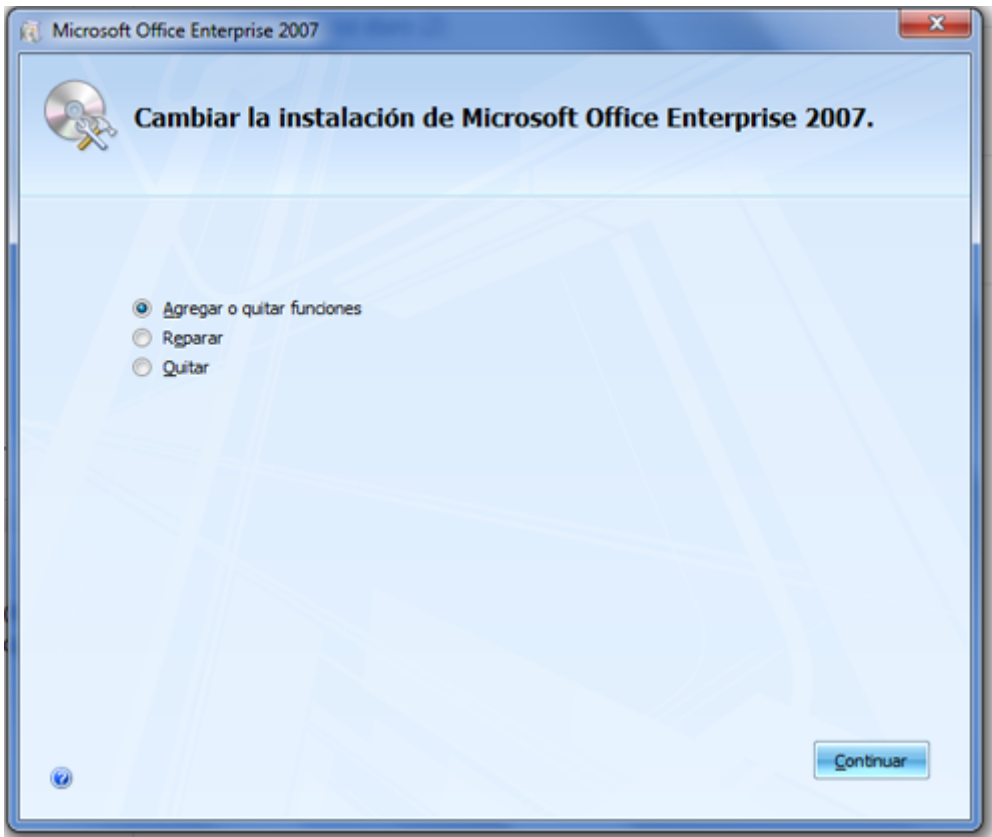 Microsoft Office Enterprise 2007
Cambiar la instalación de Microsoft Office Enterprise 2007.
Agregar o quitar funciones
Reparar
Quitar
Continuar